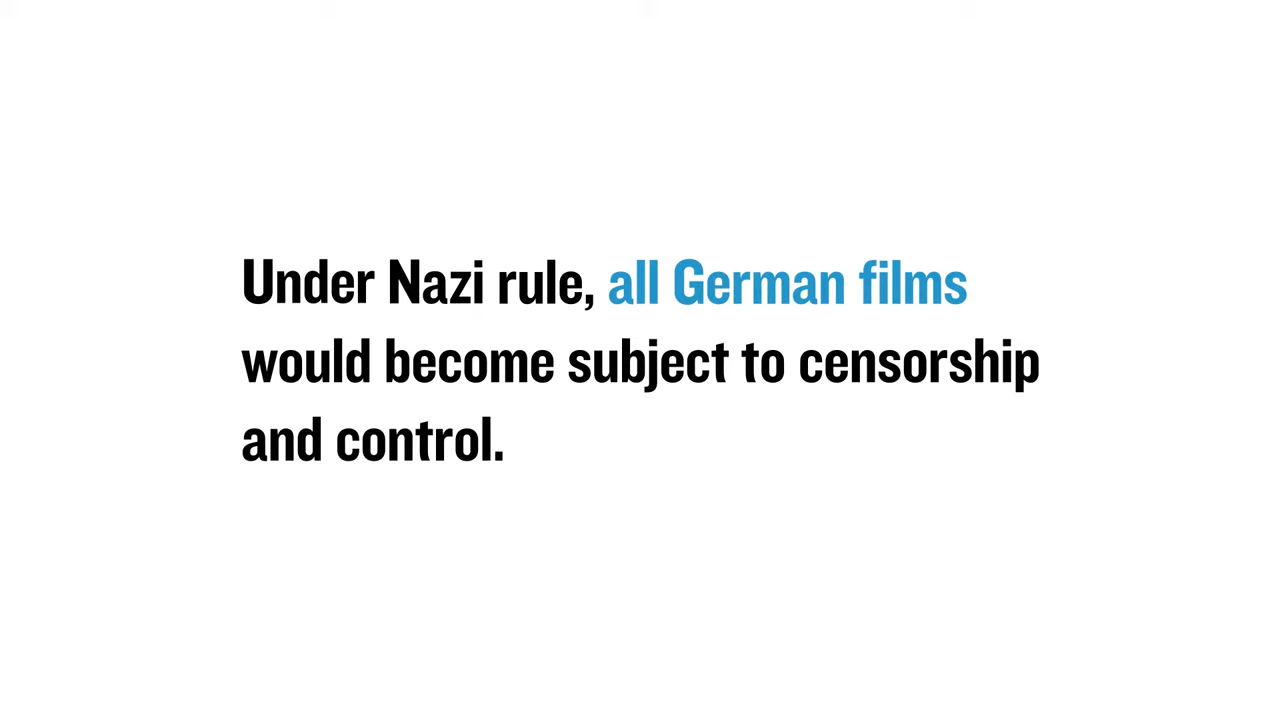 Under Nazi rule, all German films
would become subject to censorship
and control.